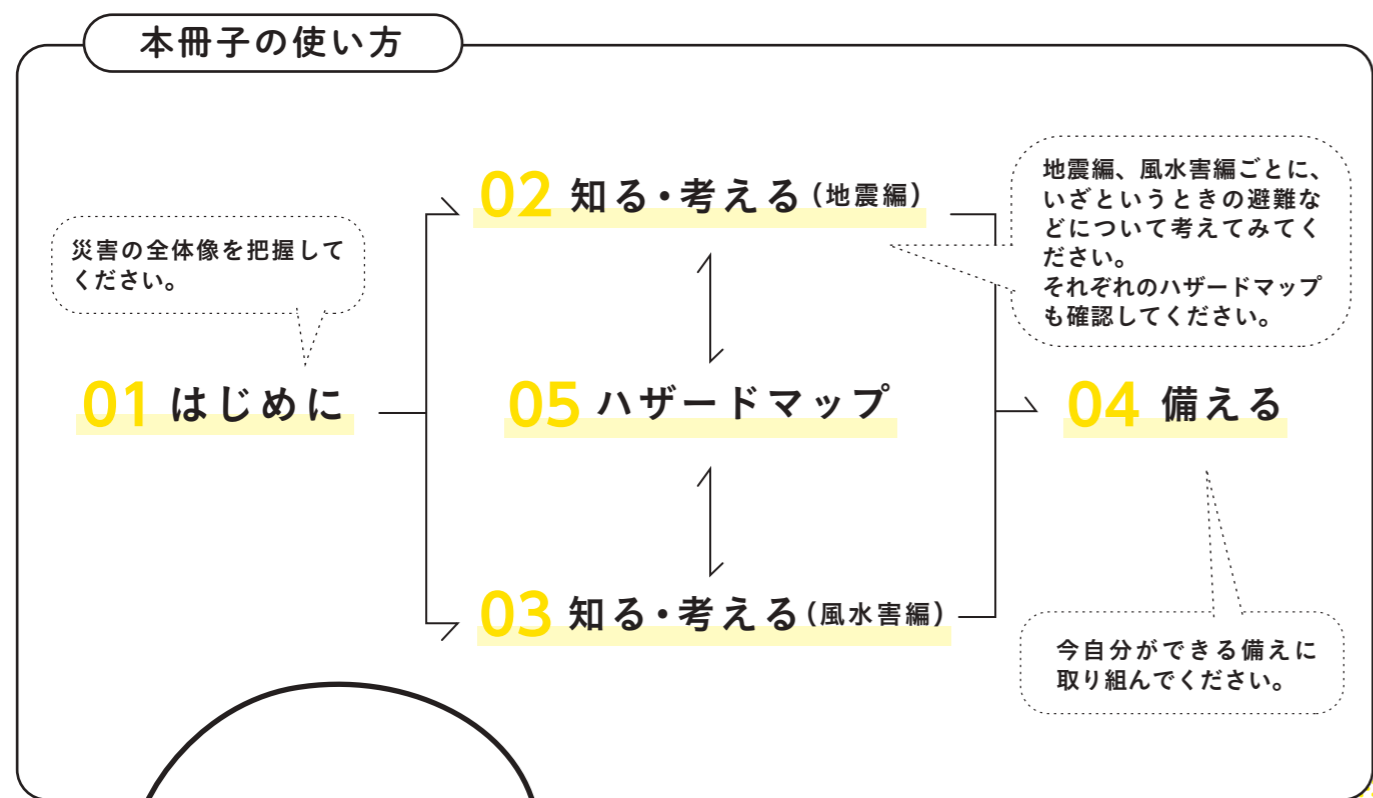 本冊子の使い方
災害の全体像を把握して
ください。
01 はじめに
02 知る・考える(地震編)
地震編、風水害編ごとに、
いざというときの避難な
どについて考えてみてく
ださい。
それぞれのハザードマップ
も確認してください。
05 ハザードマップ
03 知る・考える(風水害編)
04 備える
今自分ができる備えに
取り組んでください。